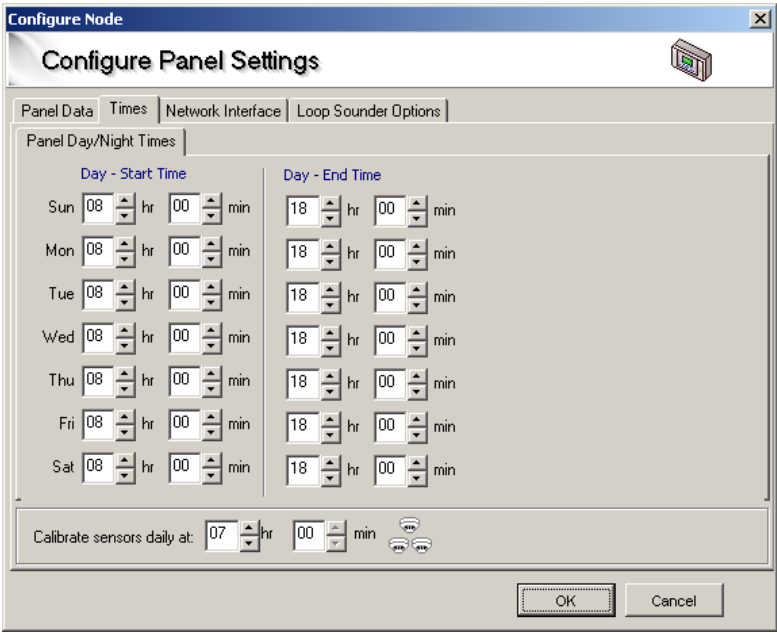 Configure Node
Configure Panel Settings
Panel Data Times Network Interface Loop Sounder Options
Panel Day/Night Times
Day - Start Time Day - End Time
Sun 08 hr 00 min 18 hr 00 min
Mon 08 hr 00 min 18 hr 00 min
Tue 08 hr 00 min 18 hr 00 min
Wed 08 hr 00 min 18 hr 00 min
Thu 08 hr 00 min 18 hr 00 min
Fri 08 hr 00 min 18 hr 00 min
Sat 08 hr 00 min 18 hr 00 min
Calibrate sensors daily at: 07 hr 00 min
OK Cancel